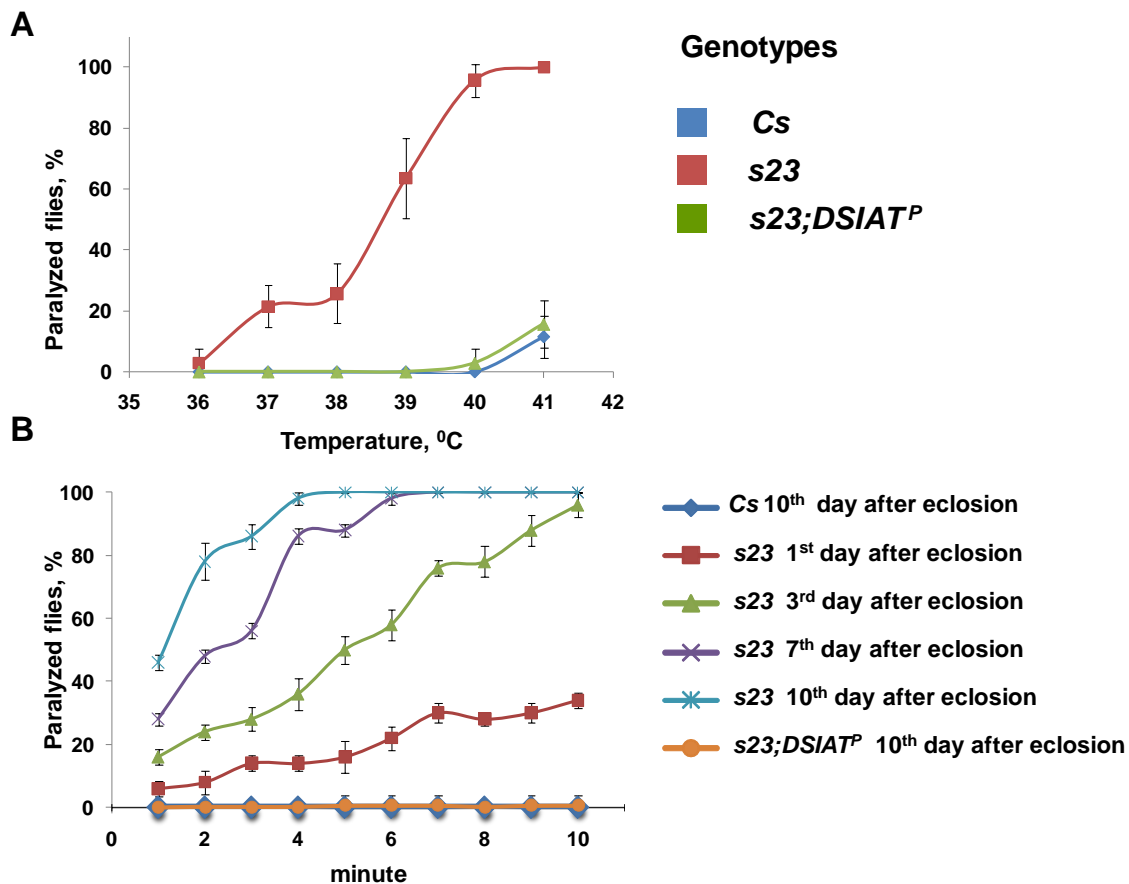 A
Genotypes
Cs
s23
s23;DSIAT^P
Paralyzed flies, %
100
80
60
40
20
0
35 36 37 38 39 40 41 42
Temperature, ⁰C
B
Paralyzed flies, %
100
80
60
40
20
0
0 2 4 6 8 10
minute
Cs 10th day after eclosion
s23 1st day after eclosion
s23 3rd day after eclosion
s23 7th day after eclosion
s23 10th day after eclosion
s23;DSIAT^P 10th day after eclosion